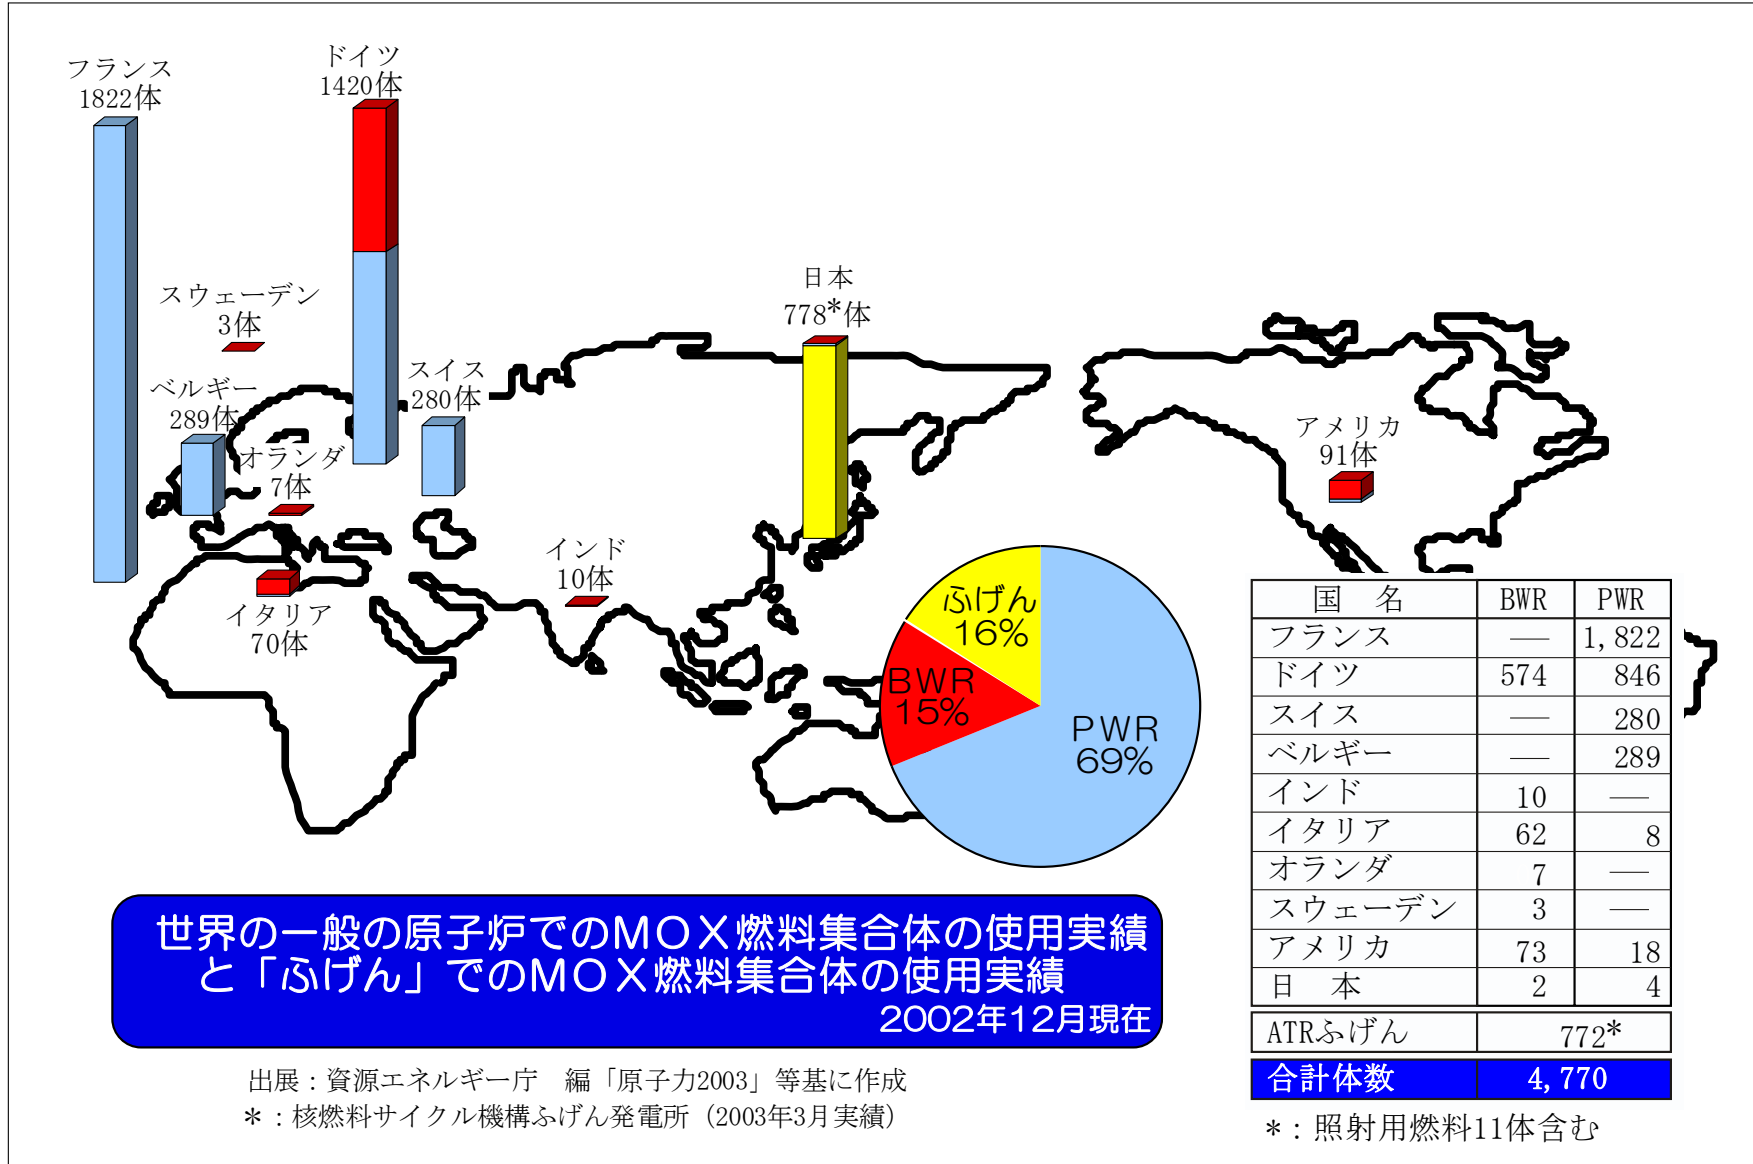 フランス
1822体
ドイツ
1420体
スウェーデン
3体
日本
778*体
ベルギー
289体
スイス
280体
オランダ
7体
アメリカ
91体
インド
10体
イタリア
70体
ふげん
16%
BWR
15%
PWR
69%
国 名 BWR PWR
フランス ― 1,822
ドイツ 574 846
スイス ― 280
ベルギー ― 289
インド 10 ―
イタリア 62 8
オランダ 7 ―
スウェーデン 3 ―
アメリカ 73 18
日 本 2 4
ATRふげん 772*
合計体数 4,770
*：照射用燃料11体含む
世界の一般の原子炉でのMOX燃料集合体の使用実績
と「ふげん」でのMOX燃料集合体の使用実績
2002年12月現在
出展：資源エネルギー庁 編「原子力2003」等基に作成
*：核燃料サイクル機構ふげん発電所（2003年3月実績）